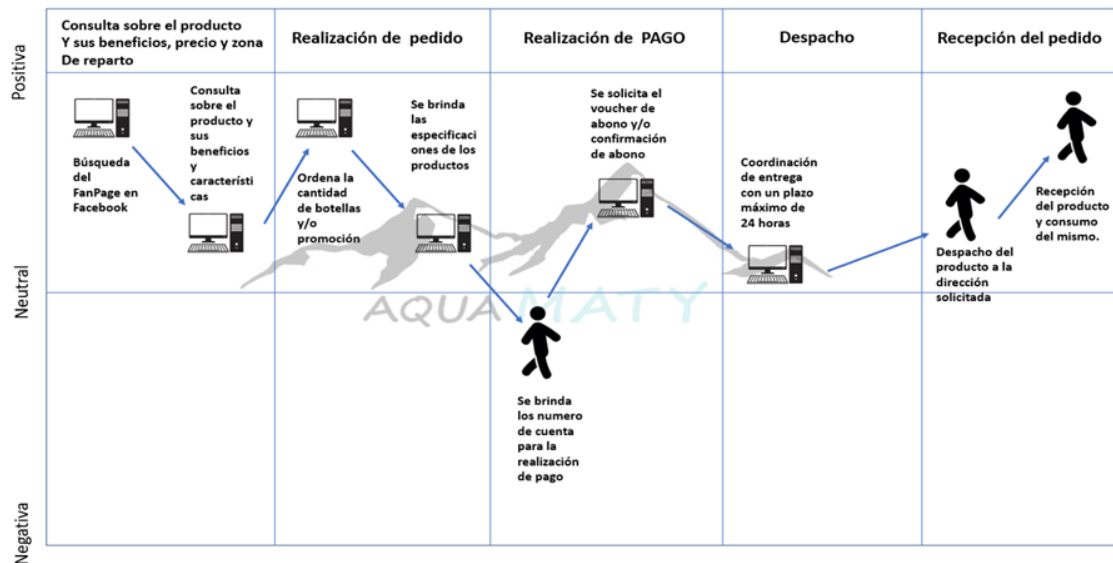 Consulta sobre el producto
Y sus beneficios, precio y zona
De reparto
Realización de pedido
Realización de PAGO
Despacho
Recepción del pedido
Positiva
Neutral
Negativa
Búsqueda
del
FanPage en
Facebook
Consulta
sobre el
producto y
sus
beneficios
y
característi
cas
Ordena la
cantidad
de botellas
y/o
promoción
Se brinda
las
especificaci
ones de los
productos
Se brinda
los numero
de cuenta
para la
realización
de pago
Se solicita el
voucher de
abono y/o
confirmación
de abono
Coordinación
de entrega
con un plazo
máximo de
24 horas
Despacho del
producto a la
dirección
solicitada
Recepción
del producto
y consumo
del mismo.
AQUA MATY